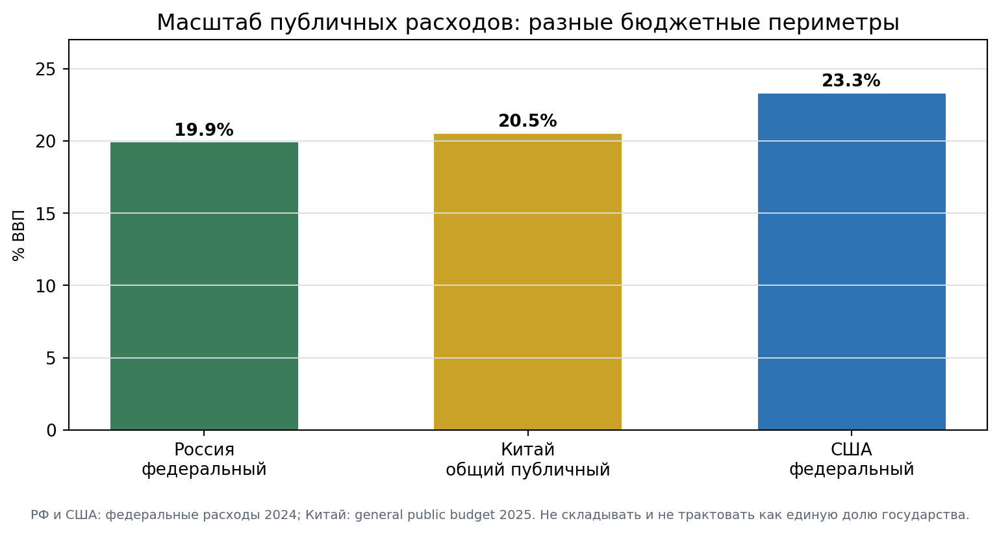 Масштаб публичных расходов: разные бюджетные периметры
% ВВП
25
20
15
10
5
0
19.9%
20.5%
23.3%
Россия
федеральный
Китай
общий публичный
США
федеральный
РФ и США: федеральные расходы 2024; Китай: general public budget 2025. Не складывать и не трактовать как единую долю государства.